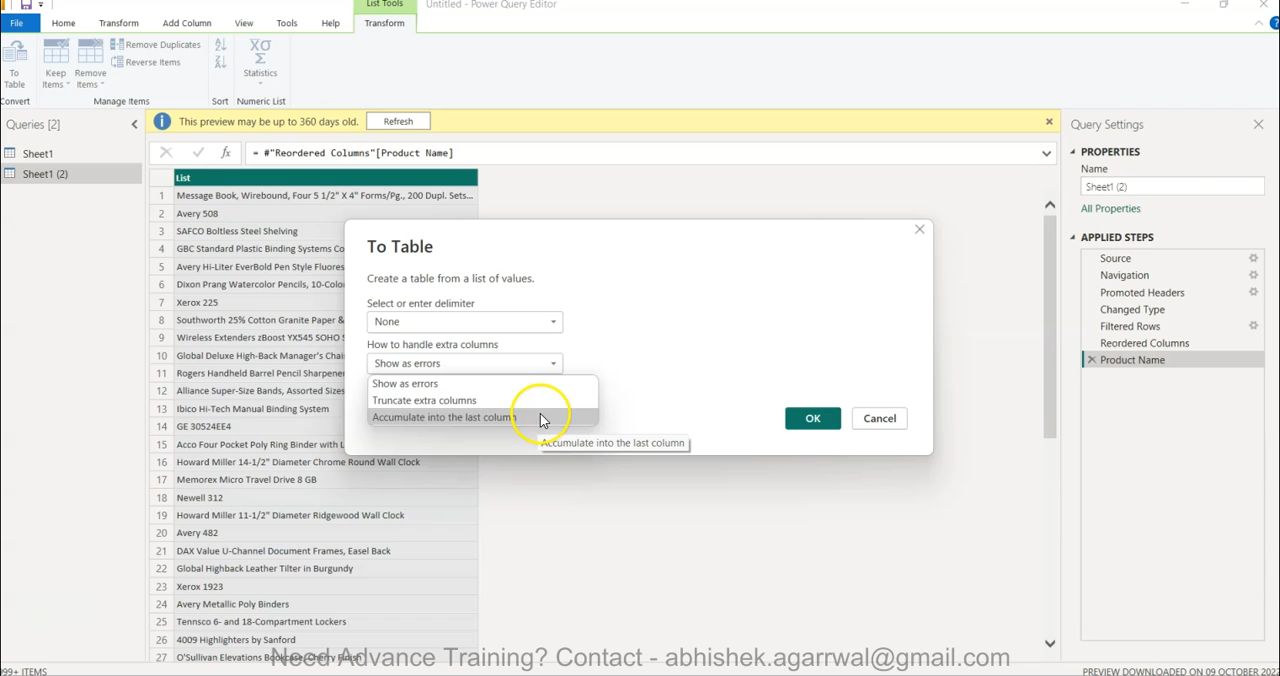 List Tools
Untitled - Power Query Editor
File Home Transform Add Column View Tools Help Transform
To Table
Keep Items
Remove Items
Remove Duplicates
Reverse Items
Statistics
Convert
Manage Items
Sort
Numeric List
Queries [2]
Sheet1
Sheet1 (2)
This preview may be up to 360 days old. Refresh
= #"Reordered Columns"[Product Name]
List
1 Message Book, Wirebound, Four 5 1/2" X 4" Forms/Pg., 200 Dupl. Sets...
2 Avery 508
3 SAFCO Boltless Steel Shelving
4 GBC Standard Plastic Binding Systems Co
5 Avery Hi-Liter EverBold Pen Style Fluores
6 Dixon Prang Watercolor Pencils, 10-Color
7 Xerox 225
8 Southworth 25% Cotton Granite Paper &
9 Wireless Extenders zBoost YX545 SOHO S
10 Global Deluxe High-Back Manager's Chair
11 Rogers Handheld Barrel Pencil Sharpener
12 Alliance Super-Size Bands, Assorted Sizes
13 Ibico Hi-Tech Manual Binding System
14 GE 30524EE4
15 Acco Four Pocket Poly Ring Binder with L
16 Howard Miller 14-1/2" Diameter Chrome Round Wall Clock
17 Memorex Micro Travel Drive 8 GB
18 Newell 312
19 Howard Miller 11-1/2" Diameter Ridgewood Wall Clock
20 Avery 482
21 DAX Value U-Channel Document Frames, Easel Back
22 Global Highback Leather Tilter in Burgundy
23 Xerox 1923
24 Avery Metallic Poly Binders
25 Tennsco 6- and 18-Compartment Lockers
26 4009 Highlighters by Sanford
27 O'Sullivan Elevations Bookcase, Cherry Finish
To Table
Create a table from a list of values.
Select or enter delimiter
None
How to handle extra columns
Show as errors
Show as errors
Truncate extra columns
Accumulate into the last column
Accumulate into the last column
OK Cancel
Query Settings
PROPERTIES
Name
Sheet1 (2)
All Properties
APPLIED STEPS
Source
Navigation
Promoted Headers
Changed Type
Filtered Rows
Reordered Columns
Product Name
Need Advance Training? Contact - abhishek.agarrwal@gmail.com
999+ ITEMS
PREVIEW DOWNLOADED ON 09 OCTOBER 2022